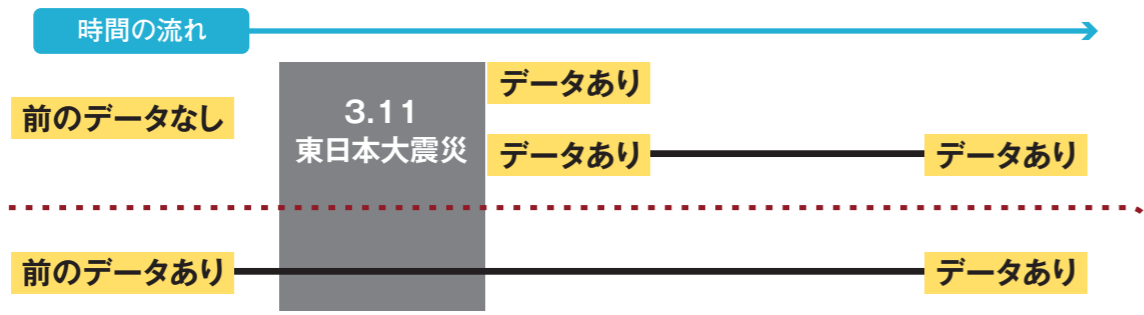 時間の流れ
データあり
前のデータなし
3.11
東日本大震災
データあり
データあり
前のデータあり
データあり